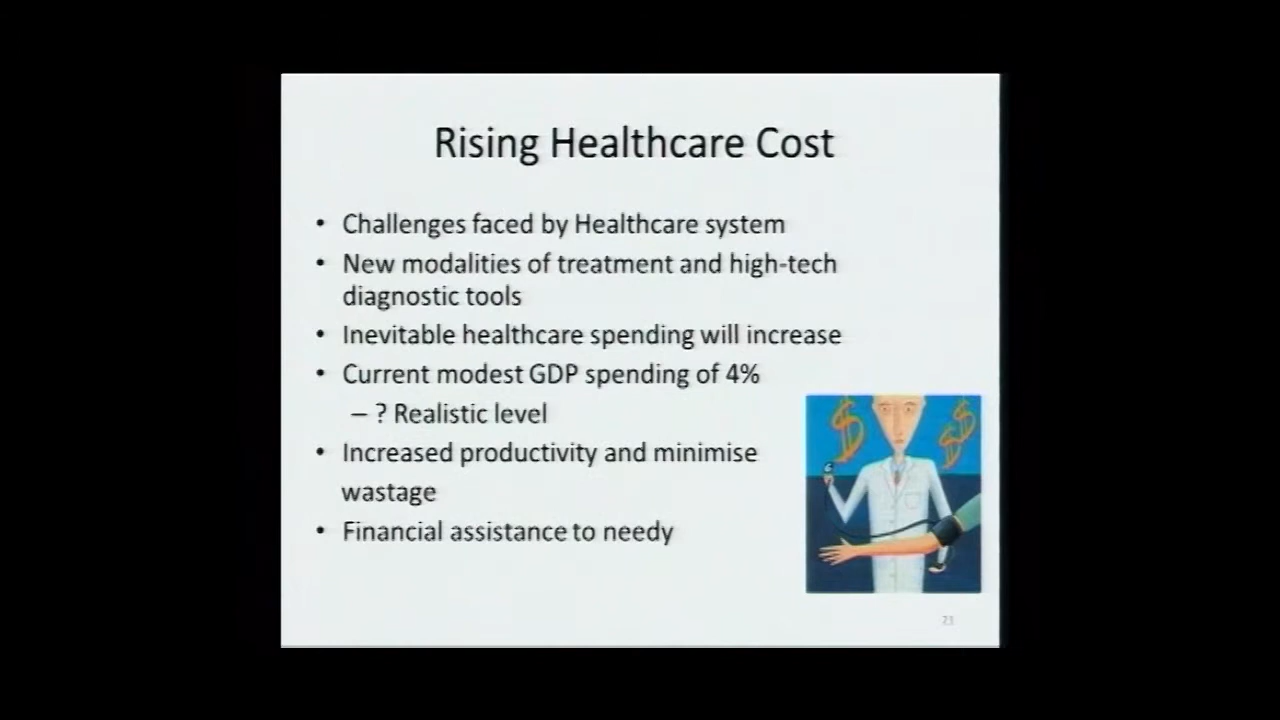 Rising Healthcare Cost
• Challenges faced by Healthcare system
• New modalities of treatment and high-tech
diagnostic tools
• Inevitable healthcare spending will increase
• Current modest GDP spending of 4%
– ? Realistic level
• Increased productivity and minimise
wastage
• Financial assistance to needy
$ $ $
23